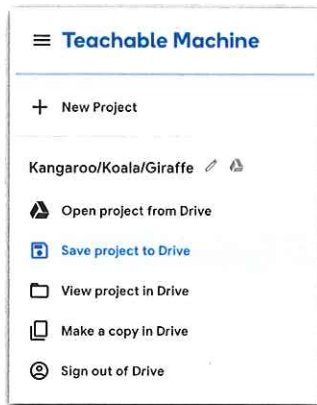 Teachable Machine
New Project
Kangaroo/Koala/Giraffe
Open project from Drive
Save project to Drive
View project in Drive
Make a copy in Drive
Sign out of Drive